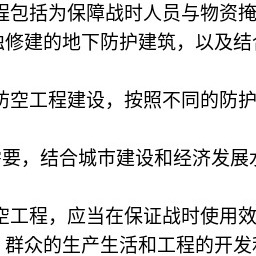 程包括为保障战时人员与物资掩
独修建的地下防护建筑，以及结合
防空工程建设，按照不同的防护
需要，结合城市建设和经济发展水
空工程，应当在保证战时使用效
群众的生产生活和工程的开发利